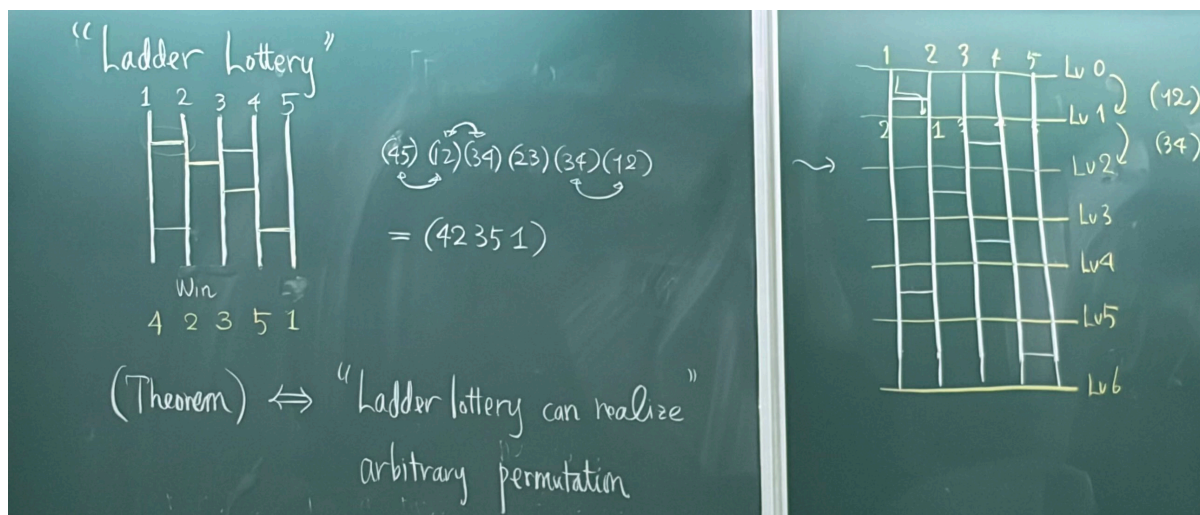 "Ladder Lottery"
1 2 3 4 5
(45) (12)(34) (23) (34) (12)
= (42351)
Win
4 2 3 5 1
(Theorem) ⇔ "Ladder lottery can realize"
arbitrary permutation
1 2 3 4 5
Lv 0
(12)
Lv 1
2 1 3 4
(34)
Lv2
Lv3
Lv4
Lv5
Lv6